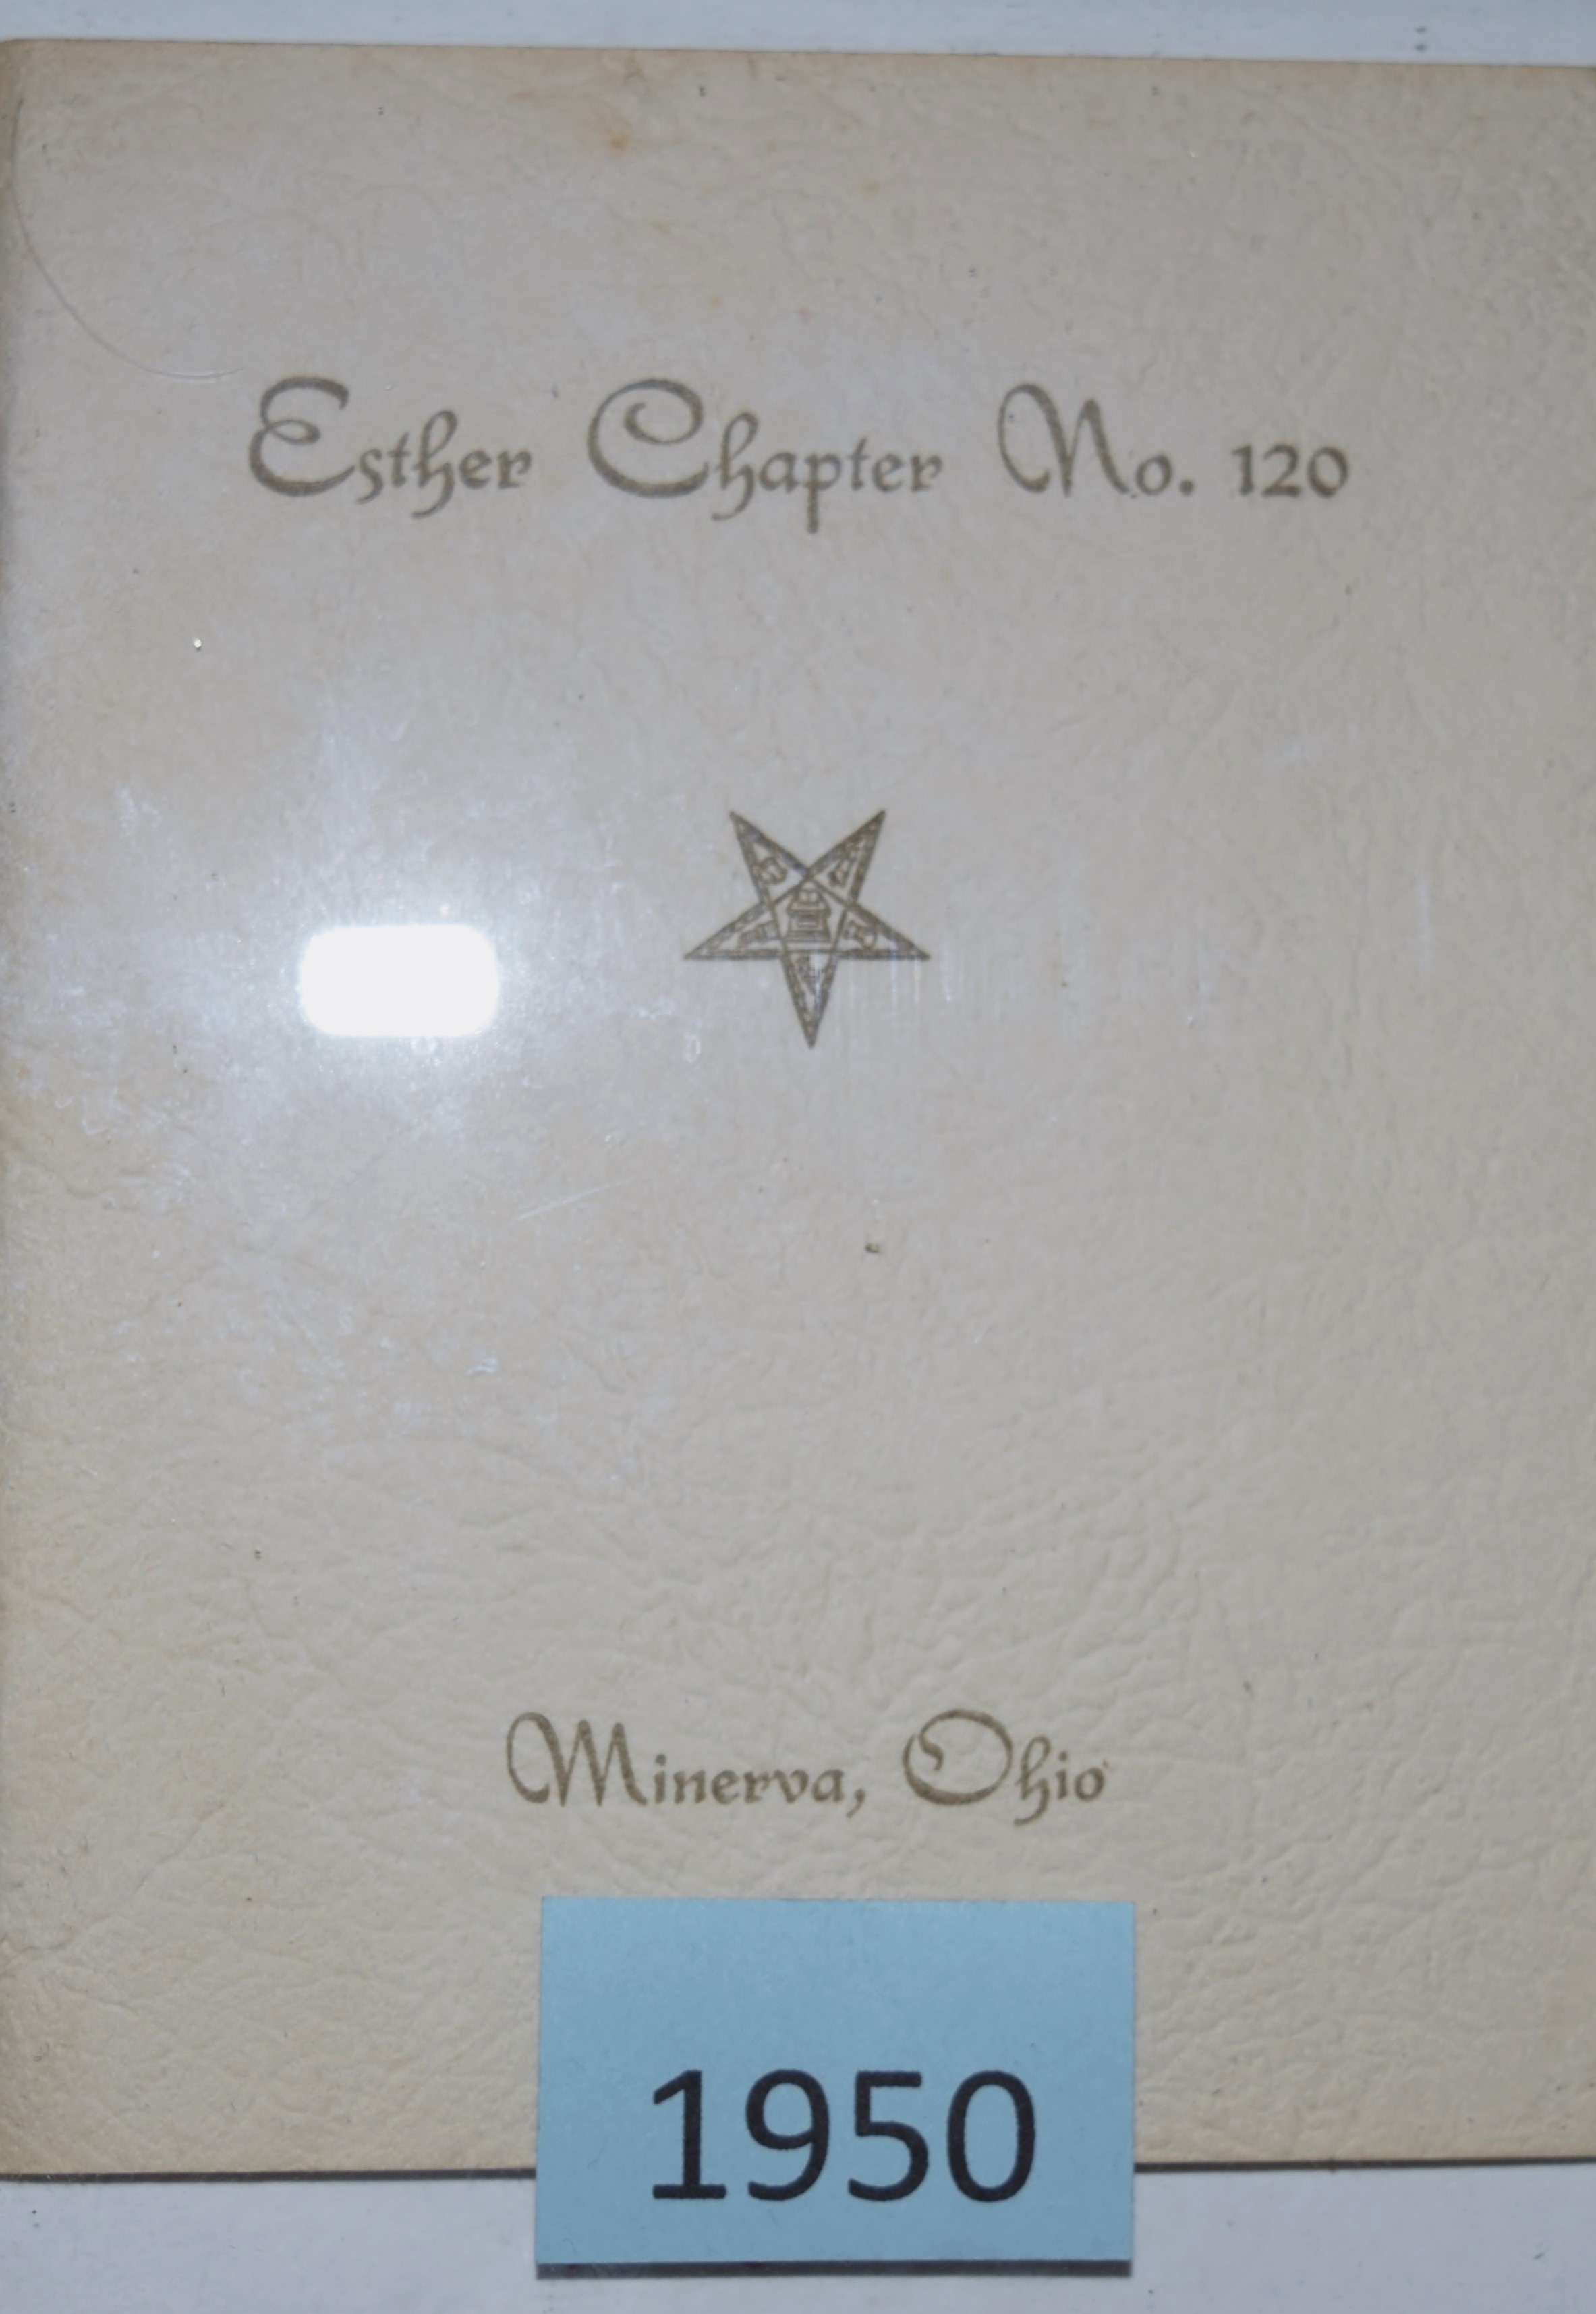 Esther Chapter No. 120
Minerva, Ohio
1950